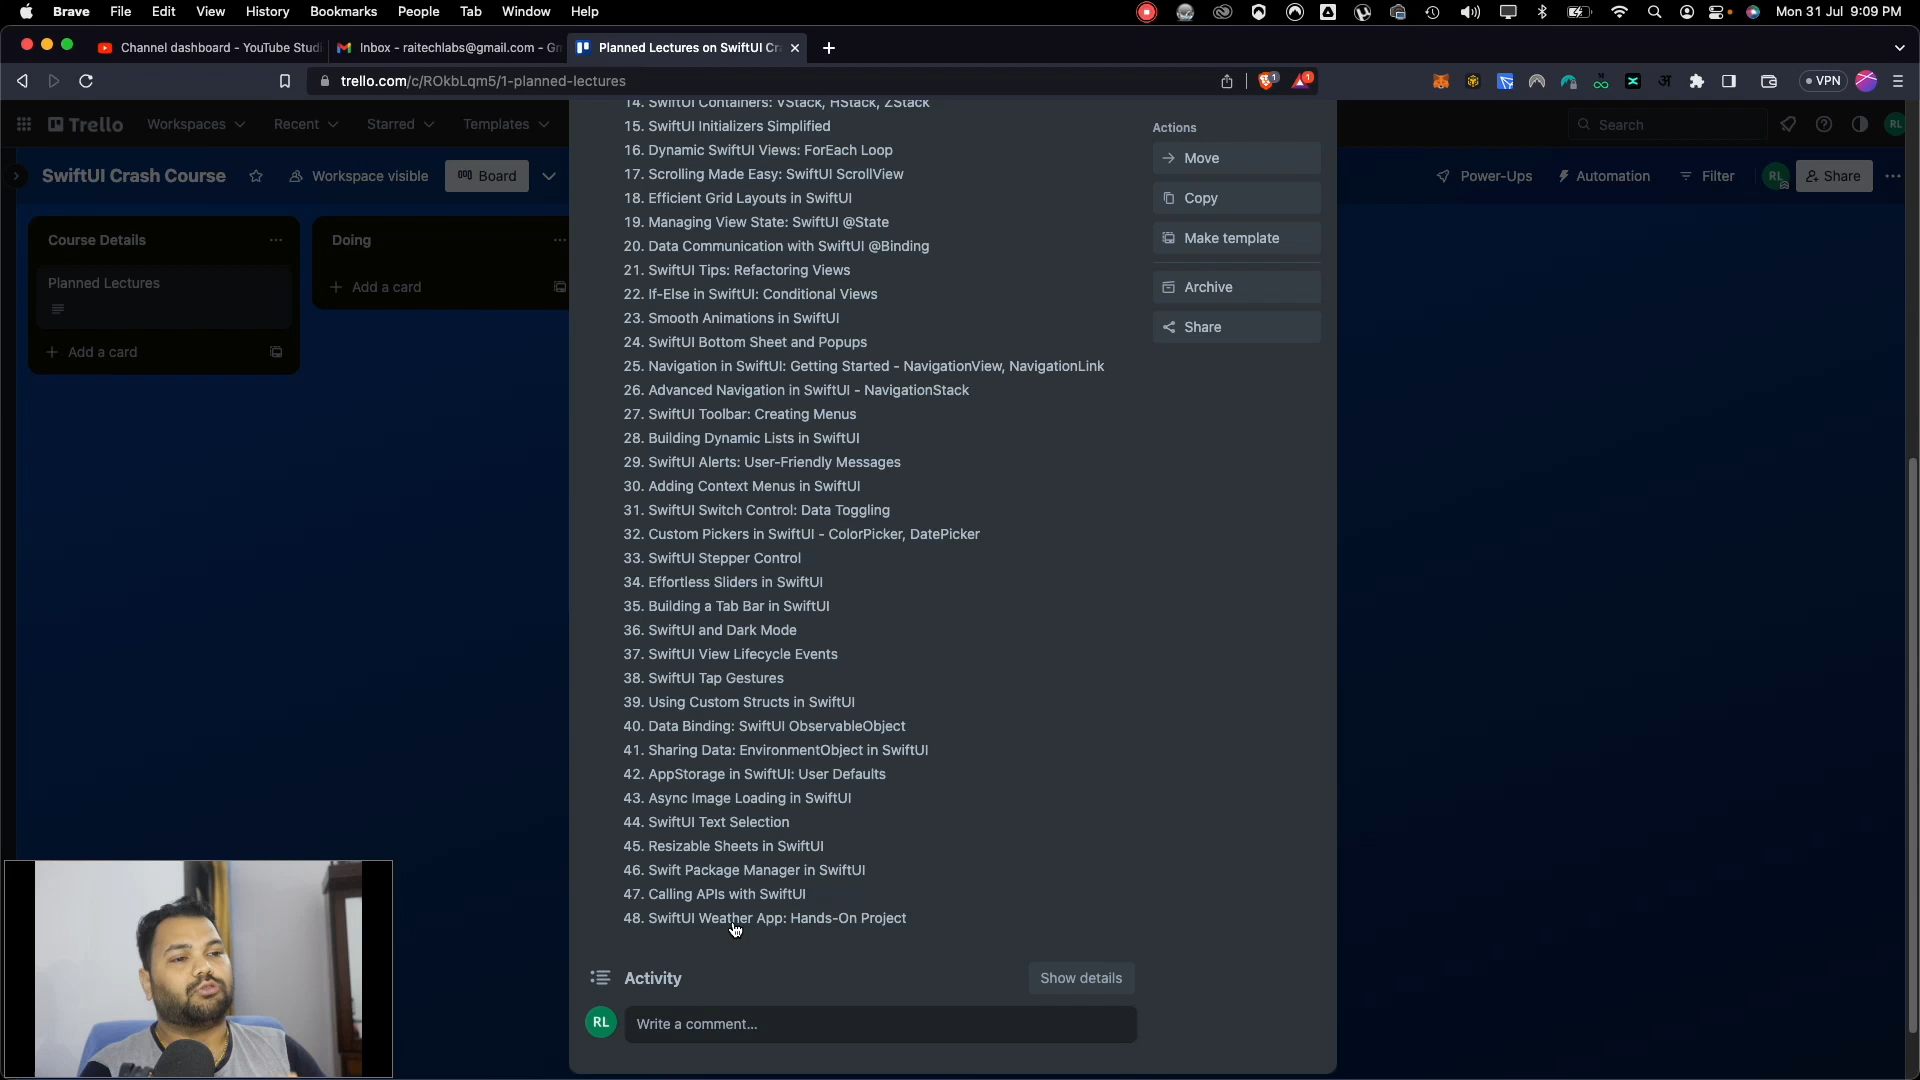 Brave File Edit View History Bookmarks People Tab Window Help Mon 31 Jul 9:09 PM
Channel dashboard - YouTube Studi Inbox - raitechlabs@gmail.com - Gm Planned Lectures on SwiftUI Cr
trello.com/c/ROkbLqm5/1-planned-lectures 1 1 VPN
Trello Workspaces Recent Starred Templates Search RL
SwiftUI Crash Course Workspace visible Board Power-Ups Automation Filter RL Share
Course Details
Planned Lectures
Add a card
Doing
Add a card
14. SwiftUI Containers: VStack, HStack, ZStack
15. SwiftUI Initializers Simplified
16. Dynamic SwiftUI Views: ForEach Loop
17. Scrolling Made Easy: SwiftUI ScrollView
18. Efficient Grid Layouts in SwiftUI
19. Managing View State: SwiftUI @State
20. Data Communication with SwiftUI @Binding
21. SwiftUI Tips: Refactoring Views
22. If-Else in SwiftUI: Conditional Views
23. Smooth Animations in SwiftUI
24. SwiftUI Bottom Sheet and Popups
25. Navigation in SwiftUI: Getting Started - NavigationView, NavigationLink
26. Advanced Navigation in SwiftUI - NavigationStack
27. SwiftUI Toolbar: Creating Menus
28. Building Dynamic Lists in SwiftUI
29. SwiftUI Alerts: User-Friendly Messages
30. Adding Context Menus in SwiftUI
31. SwiftUI Switch Control: Data Toggling
32. Custom Pickers in SwiftUI - ColorPicker, DatePicker
33. SwiftUI Stepper Control
34. Effortless Sliders in SwiftUI
35. Building a Tab Bar in SwiftUI
36. SwiftUI and Dark Mode
37. SwiftUI View Lifecycle Events
38. SwiftUI Tap Gestures
39. Using Custom Structs in SwiftUI
40. Data Binding: SwiftUI ObservableObject
41. Sharing Data: EnvironmentObject in SwiftUI
42. AppStorage in SwiftUI: User Defaults
43. Async Image Loading in SwiftUI
44. SwiftUI Text Selection
45. Resizable Sheets in SwiftUI
46. Swift Package Manager in SwiftUI
47. Calling APIs with SwiftUI
48. SwiftUI Weather App: Hands-On Project
Activity Show details
RL Write a comment...
Actions
Move
Copy
Make template
Archive
Share